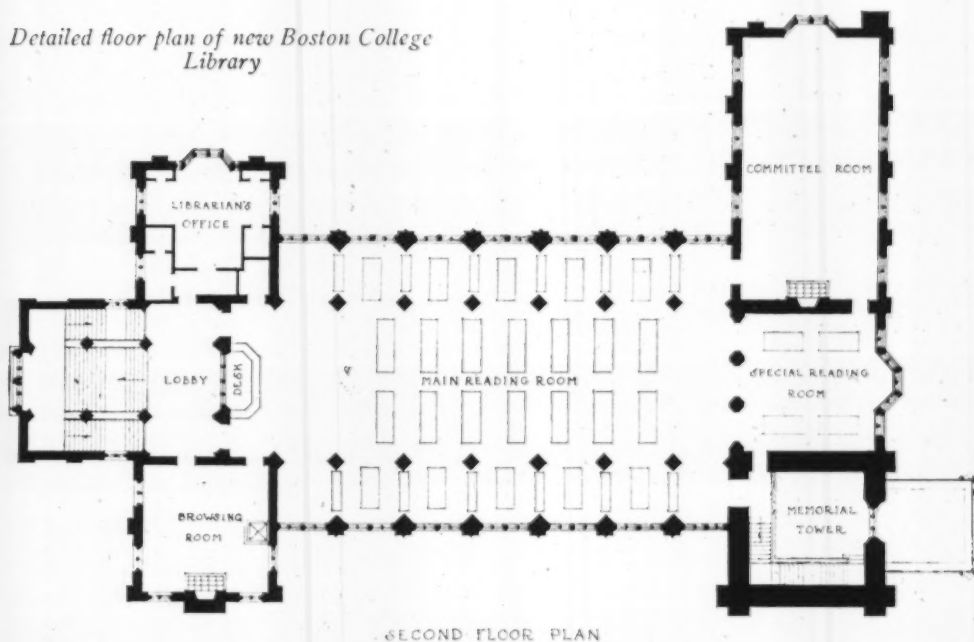 Detailed floor plan of new Boston College
Library
COMMITTEE ROOM
LIBRARIAN'S
OFFICE
LOBBY
DESK
MAIN READING ROOM
SPECIAL READING
ROOM
BROWSING
ROOM
MEMORIAL
TOWER
SECOND FLOOR PLAN